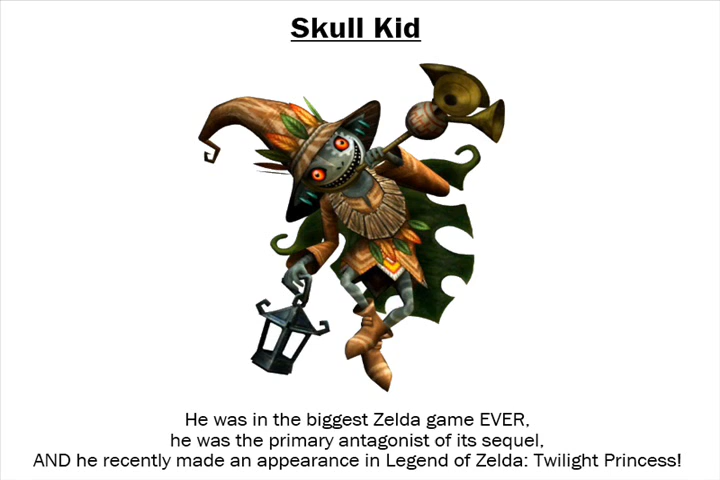 Skull Kid
He was in the biggest Zelda game EVER,
he was the primary antagonist of its sequel,
AND he recently made an appearance in Legend of Zelda: Twilight Princess!